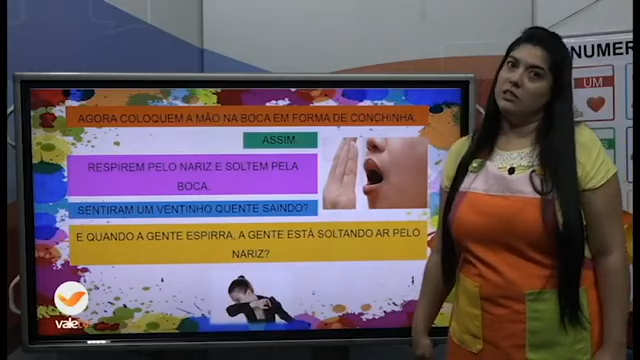 AGORA COLOQUEM A MÃO NA BOCA EM FORMA DE CONCHINHA.
ASSIM.
RESPIREM PELO NARIZ E SOLTEM PELA
BOCA.
SENTIRAM UM VENTINHO QUENTE SAINDO?
E QUANDO A GENTE ESPIRRA, A GENTE ESTÁ SOLTANDO AR PELO
NARIZ?
NUMER
UM